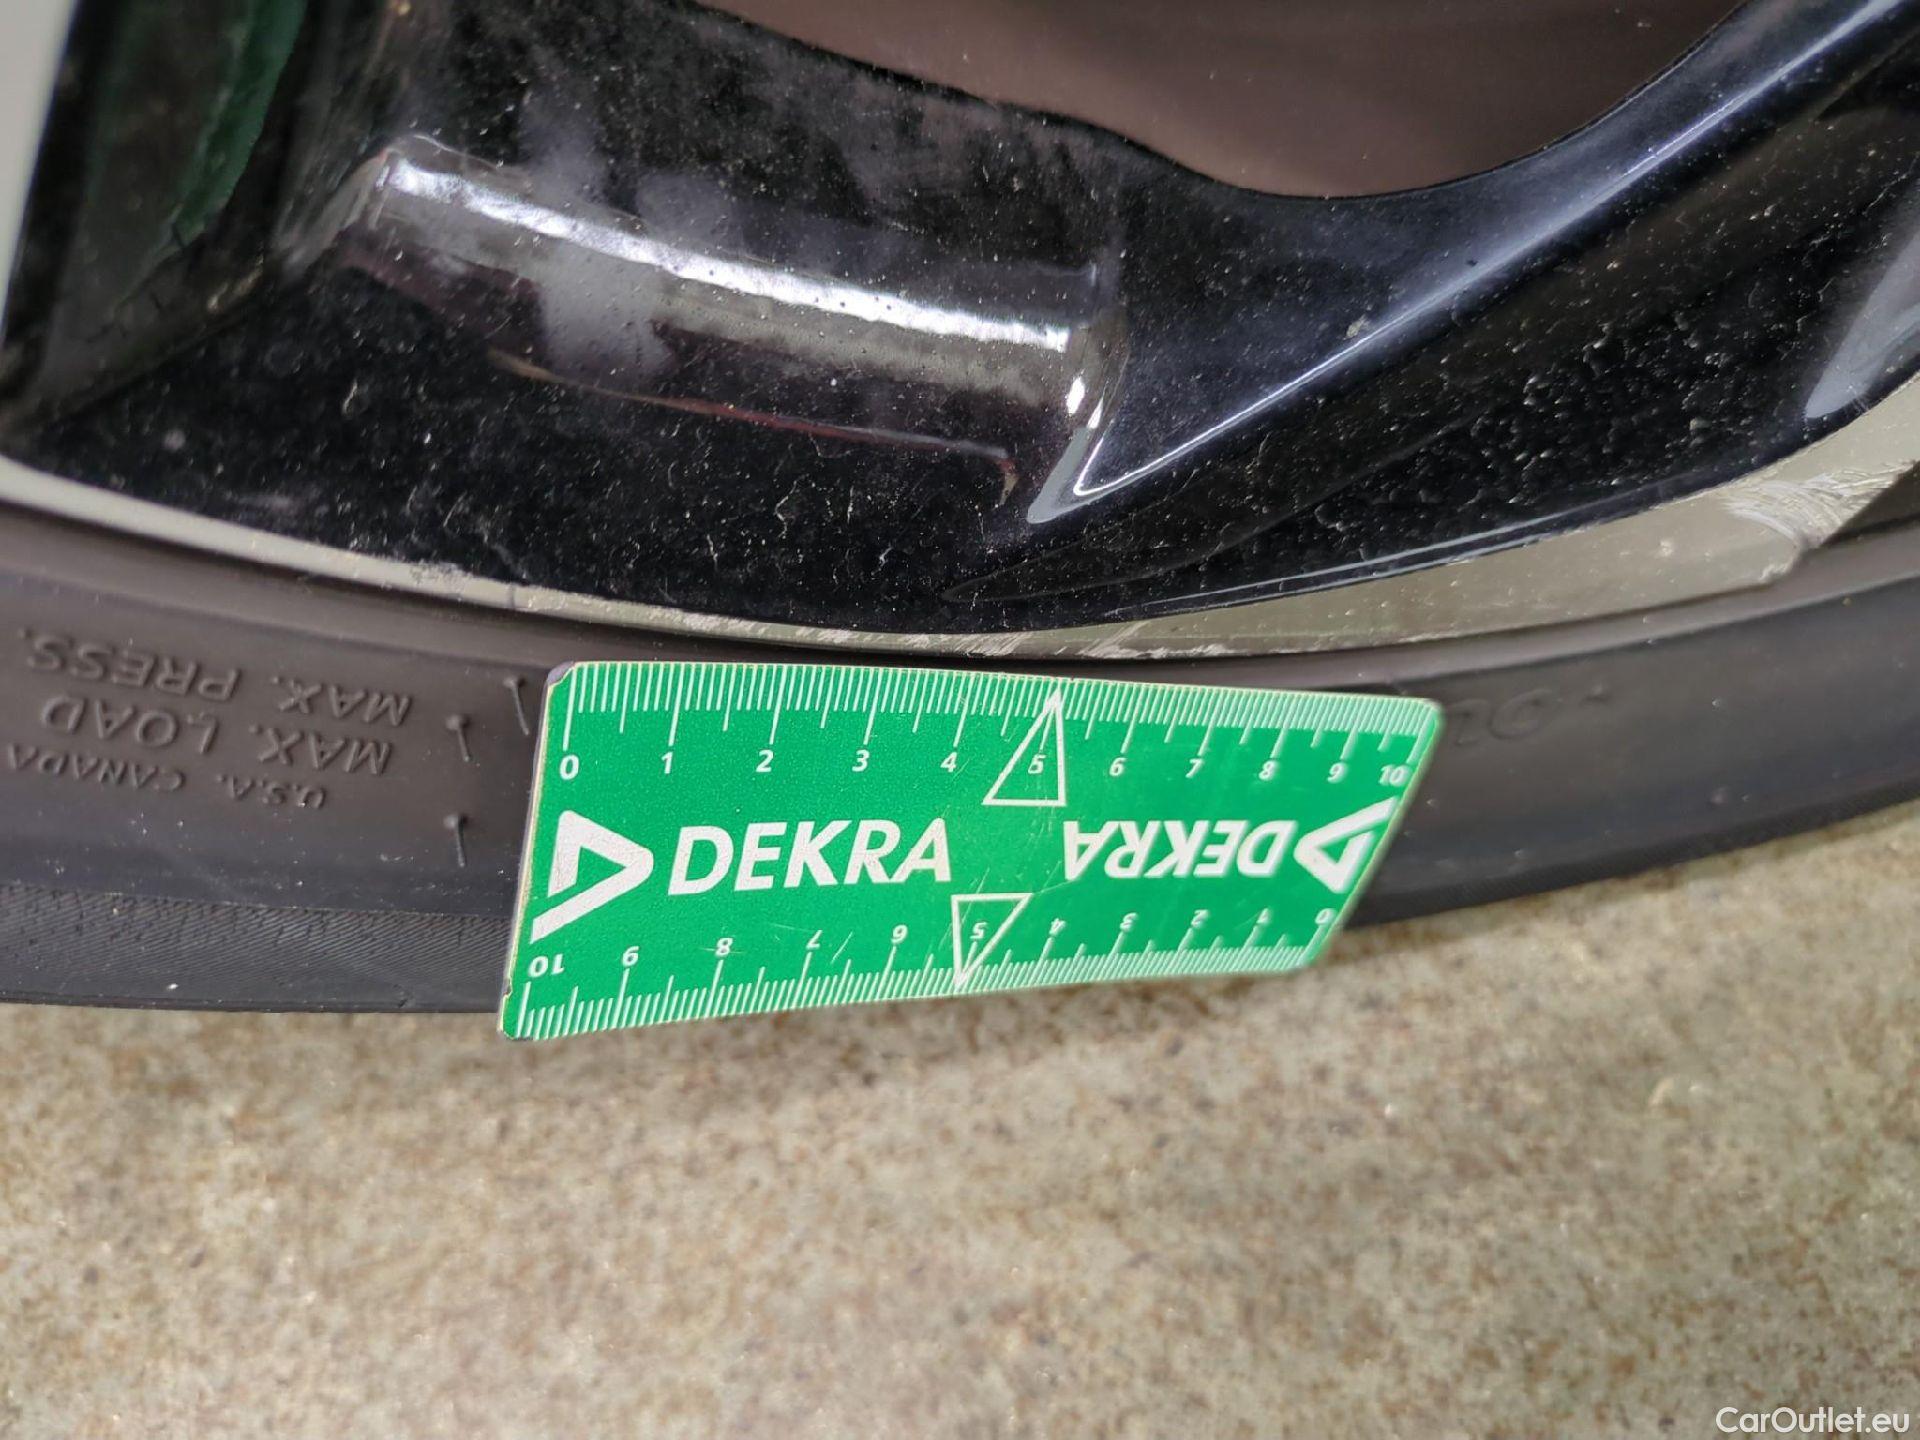 MAX. PRESS.
MAX. LOAD
U.S.A. CANADA
0 1 2 3 4 5 6 7 8 9 10
DEKRA
DEKRA
10 9 8 7 6 5 4 3 2 1 0
CarOutlet.eu